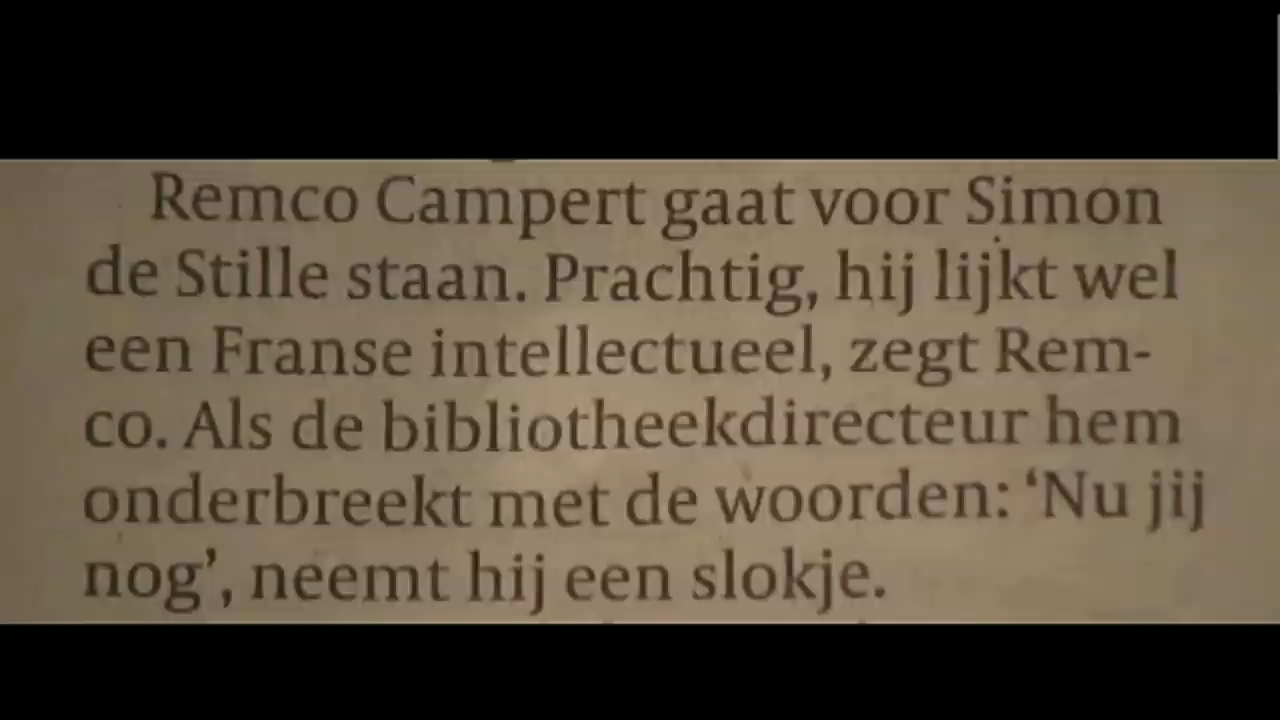 Remco Campert gaat voor Simon
de Stille staan. Prachtig, hij lijkt wel
een Franse intellectueel, zegt Rem-
co. Als de bibliotheekdirecteur hem
onderbreekt met de woorden: ‘Nu jij
nog’, neemt hij een slokje.